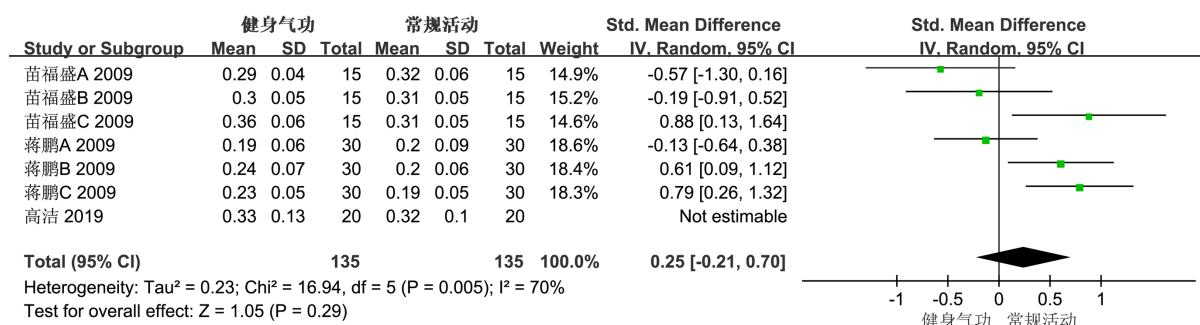 健身气功 常规活动 Std. Mean Difference Std. Mean Difference
Study or Subgroup Mean SD Total Mean SD Total Weight IV, Random, 95% CI IV, Random, 95% CI
苗福盛A 2009 0.29 0.04 15 0.32 0.06 15 14.9% -0.57 [-1.30, 0.16]
苗福盛B 2009 0.3 0.05 15 0.31 0.05 15 15.2% -0.19 [-0.91, 0.52]
苗福盛C 2009 0.36 0.06 15 0.31 0.05 15 14.6% 0.88 [0.13, 1.64]
蒋鹏A 2009 0.19 0.06 30 0.2 0.09 30 18.6% -0.13 [-0.64, 0.38]
蒋鹏B 2009 0.24 0.07 30 0.2 0.06 30 18.4% 0.61 [0.09, 1.12]
蒋鹏C 2009 0.23 0.05 30 0.19 0.05 30 18.3% 0.79 [0.26, 1.32]
高洁 2019 0.33 0.13 20 0.32 0.1 20 Not estimable
Total (95% CI) 135 135 100.0% 0.25 [-0.21, 0.70]
Heterogeneity: Tau² = 0.23; Chi² = 16.94, df = 5 (P = 0.005); I² = 70%
Test for overall effect: Z = 1.05 (P = 0.29)
-1 -0.5 0 0.5 1
健身气功 常规活动